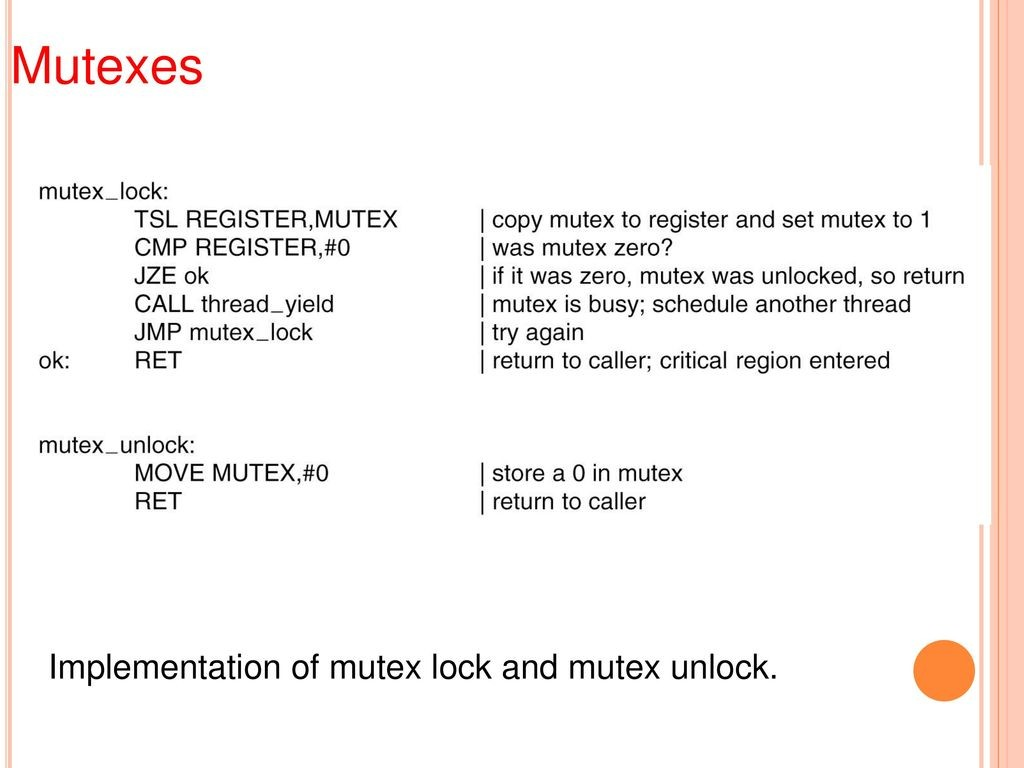 Mutexes
mutex_lock:
TSL REGISTER,MUTEX | copy mutex to register and set mutex to 1
CMP REGISTER,#0 | was mutex zero?
JZE ok | if it was zero, mutex was unlocked, so return
CALL thread_yield | mutex is busy; schedule another thread
JMP mutex_lock | try again
ok: RET | return to caller; critical region entered
mutex_unlock:
MOVE MUTEX,#0 | store a 0 in mutex
RET | return to caller
Implementation of mutex lock and mutex unlock.